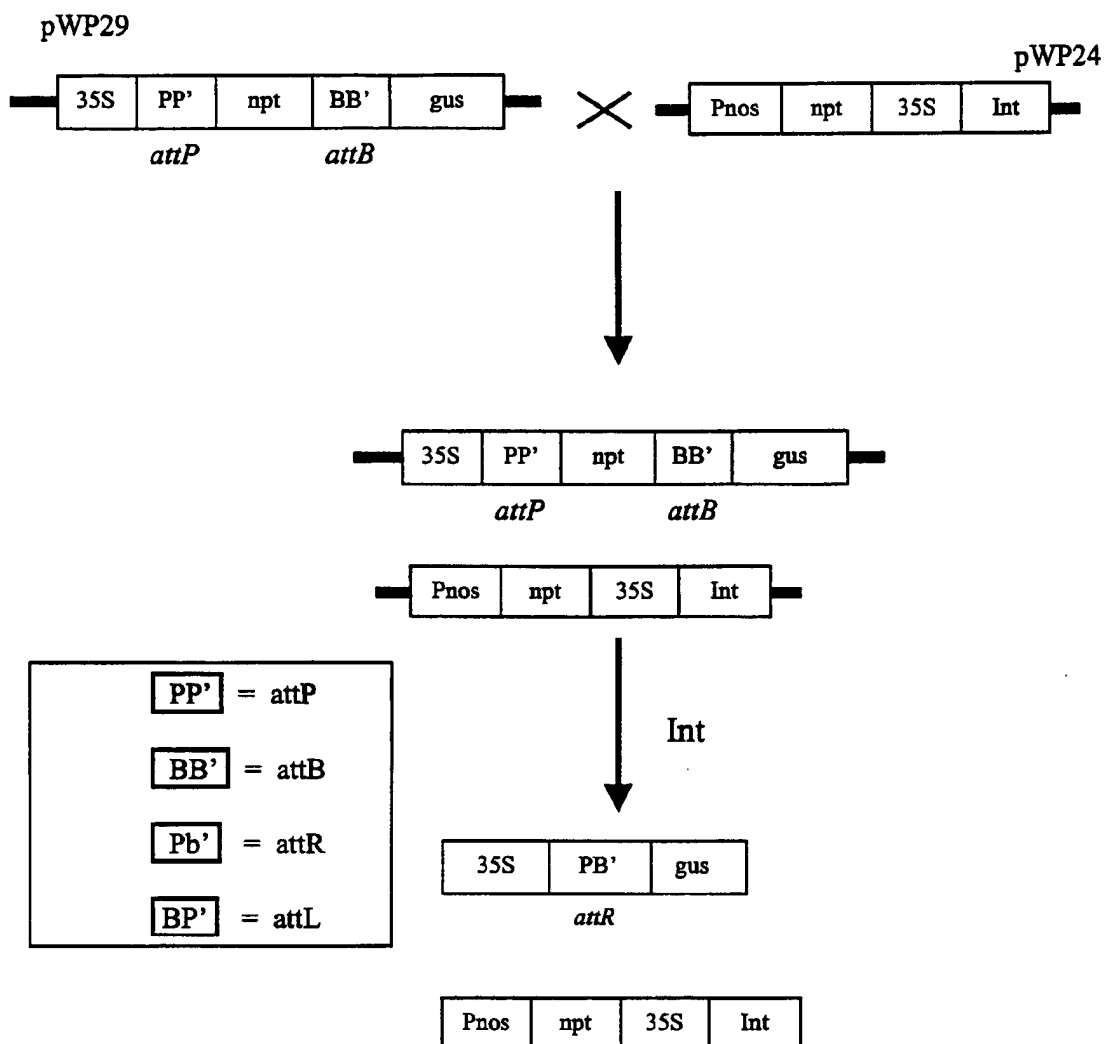 pWP29
pWP24
35S PP' npt BB' gus
Pnos npt 35S Int
attP attB
35S PP' npt BB' gus
attP attB
Pnos npt 35S Int
PP' = attP
BB' = attB
Pb' = attR
BP' = attL
Int
35S PB' gus
attR
Pnos npt 35S Int